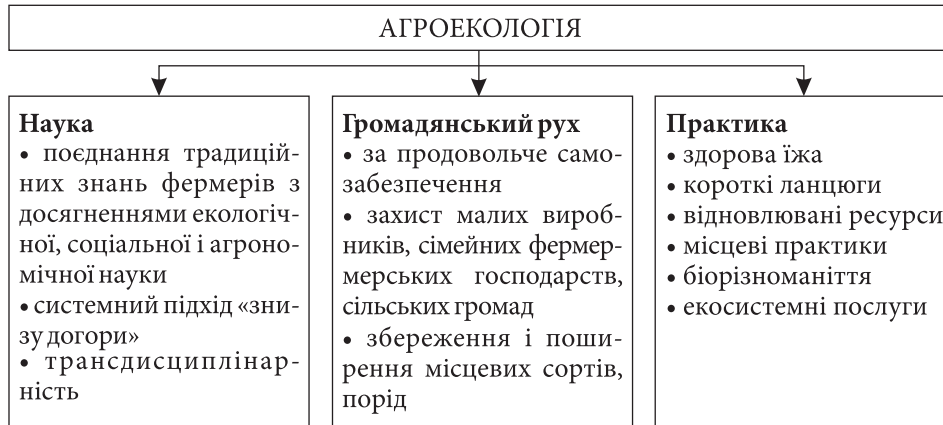 АГРОЕКОЛОГІЯ
Наука
• поєднання традицій-
них знань фермерів з
досягненнями екологіч-
ної, соціальної і агроно-
мічної науки
• системний підхід «зни-
зу догори»
• трансдисциплінар-
ність
Громадянський рух
• за продовольче само-
забезпечення
• захист малих вироб-
ників, сімейних фермер-
мерських господарств,
сільських громад
• збереження і поши-
рення місцевих сортів,
порід
Практика
• здорова їжа
• короткі ланцюги
• відновлювані ресурси
• місцеві практики
• біорізноманіття
• екосистемні послуги